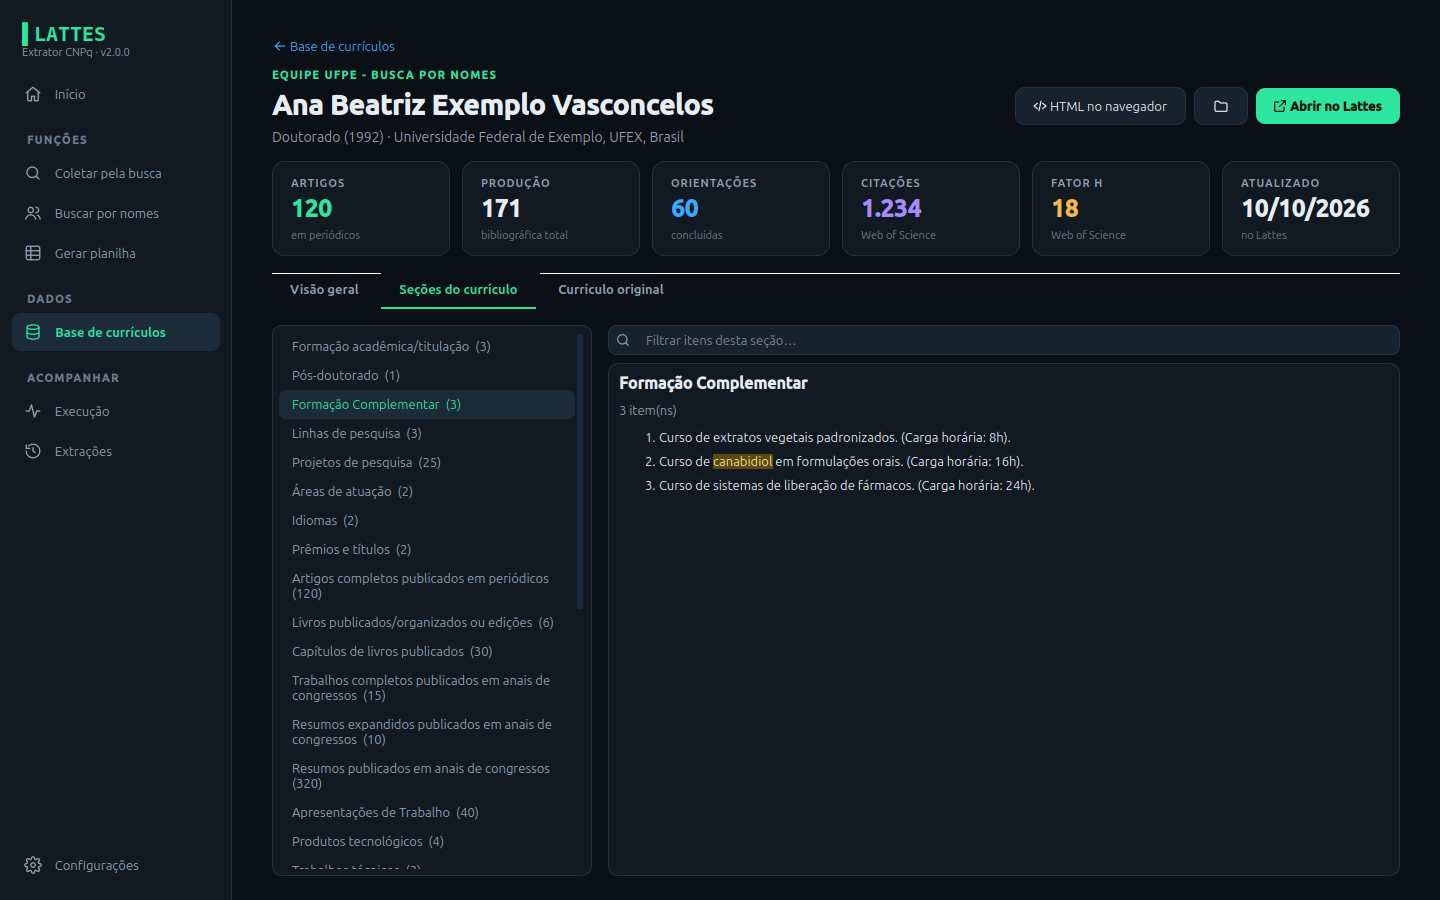 LATTES
Extrator CNPq · v2.0.0
Início
FUNÇÕES
Coletar pela busca
Buscar por nomes
Gerar planilha
DADOS
Base de currículos
ACOMPANHAR
Execução
Extrações
Configurações
← Base de currículos
EQUIPE UFPE - BUSCA POR NOMES
Ana Beatriz Exemplo Vasconcelos
Doutorado (1992) · Universidade Federal de Exemplo, UFEX, Brasil
</> HTML no navegador
Abrir no Lattes
ARTIGOS
120
em periódicos
PRODUÇÃO
171
bibliográfica total
ORIENTAÇÕES
60
concluídas
CITAÇÕES
1.234
Web of Science
FATOR H
18
Web of Science
ATUALIZADO
10/10/2026
no Lattes
Visão geral
Seções do currículo
Currículo original
Formação acadêmica/titulação (3)
Pós-doutorado (1)
Formação Complementar (3)
Linhas de pesquisa (3)
Projetos de pesquisa (25)
Áreas de atuação (2)
Idiomas (2)
Prêmios e títulos (2)
Artigos completos publicados em periódicos
(120)
Livros publicados/organizados ou edições (6)
Capítulos de livros publicados (30)
Trabalhos completos publicados em anais de
congressos (15)
Resumos expandidos publicados em anais de
congressos (10)
Resumos publicados em anais de congressos
(320)
Apresentações de Trabalho (40)
Produtos tecnológicos (4)
Filtrar itens desta seção…
Formação Complementar
3 item(ns)
1. Curso de extratos vegetais padronizados. (Carga horária: 8h).
2. Curso de canabidiol em formulações orais. (Carga horária: 16h).
3. Curso de sistemas de liberação de fármacos. (Carga horária: 24h).